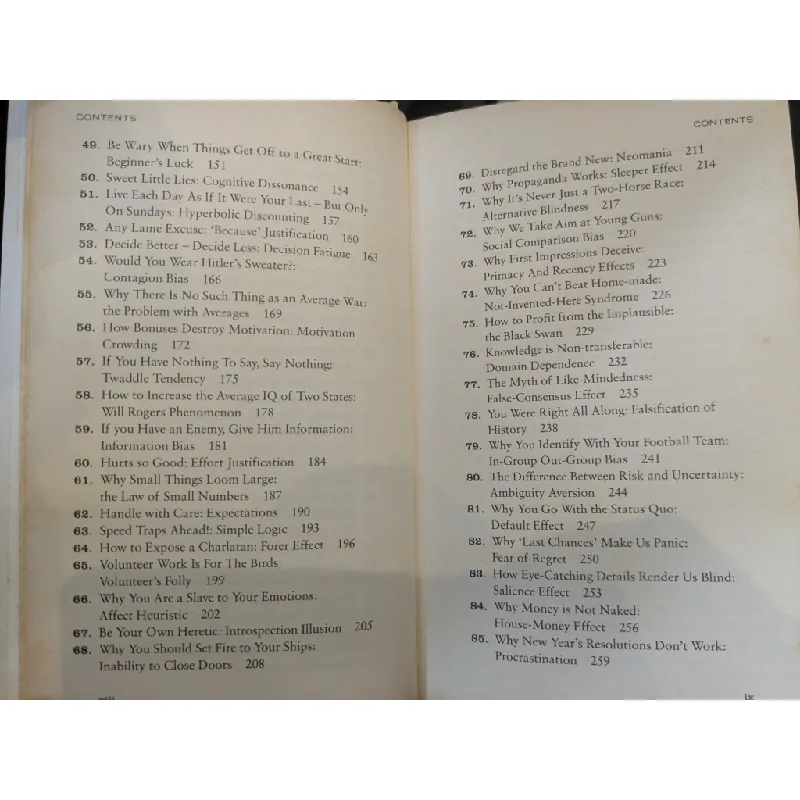 CONTENTS
49. Be Wary When Things Get Off to a Great Start:
Beginner's Luck 151
50. Sweet Little Lies: Cognitive Dissonance 154
51. Live Each Day As If It Were Your Last – But Only
On Sundays: Hyperbolic Discounting 157
52. Any Lame Excuse: 'Because' Justification 160
53. Decide Better – Decide Less: Decision Fatigue 163
54. Would You Wear Hitler's Sweater?:
Contagion Bias 166
55. Why There Is No Such Thing as an Average War:
the Problem with Averages 169
56. How Bonuses Destroy Motivation: Motivation
Crowding 172
57. If You Have Nothing To Say, Say Nothing:
Twaddle Tendency 175
58. How to Increase the Average IQ of Two States:
Will Rogers Phenomenon 178
59. If you Have an Enemy, Give Him Information:
Information Bias 181
60. Hurts so Good: Effort Justification 184
61. Why Small Things Loom Large:
the Law of Small Numbers 187
62. Handle with Care: Expectations 190
63. Speed Traps Ahead!: Simple Logic 193
64. How to Expose a Charlatan: Forer Effect 196
65. Volunteer Work Is For The Birds
Volunteer's Folly 199
66. Why You Are a Slave to Your Emotions:
Affect Heuristic 202
67. Be Your Own Heretic: Introspection Illusion 205
68. Why You Should Set Fire to Your Ships:
Inability to Close Doors 208
viii
CONTENTS
69. Disregard the Brand New: Neomania 211
70. Why Propaganda Works: Sleeper Effect 214
71. Why It's Never Just a Two-Horse Race:
Alternative Blindness 217
72. Why We Take Aim at Young Guns:
Social Comparison Bias 220
73. Why First Impressions Deceive:
Primacy And Recency Effects 223
74. Why You Can't Beat Home-made:
Not-Invented-Here Syndrome 226
75. How to Profit from the Implausible:
the Black Swan 229
76. Knowledge is Non-transferable:
Domain Dependence 232
77. The Myth of Like Mindedness:
False-Consensus Effect 235
78. You Were Right All Along: Falsification of
History 238
79. Why You Identify With Your Football Team:
In-Group Out-Group Bias 241
80. The Difference Between Risk and Uncertainty:
Ambiguity Aversion 244
81. Why You Go With the Status Quo:
Default Effect 247
82. Why 'Last Chances' Make Us Panic:
Fear of Regret 250
83. How Eye-Catching Details Render Us Blind:
Salience Effect 253
84. Why Money is Not Naked:
House-Money Effect 256
85. Why New Year's Resolutions Don't Work:
Procrastination 259
ix